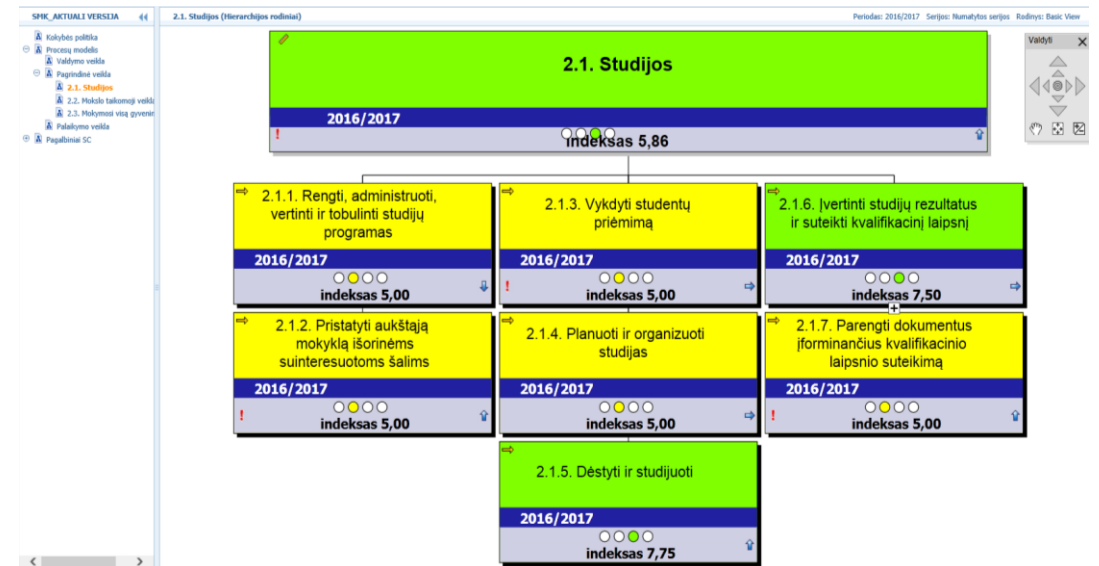 SMK_AKTUALI VERSIJA
2.1. Studijos (Hierarchijos rodiniai)
Periodas: 2016/2017 Serijos: Numatytos serijos Rodinys: Basic View
Kokybės politika
Procesų modelis
Valdymo veikla
Pagrindinė veikla
2.1. Studijos
2.2. Mokslo taikomoji veikla
2.3. Mokymosi visą gyvenim
Palaikymo veikla
Pagalbiniai SC
Valdyti
2.1. Studijos
2016/2017
!
indeksas 5,86
2.1.1. Rengti, administruoti,
vertinti ir tobulinti studijų
programas
2016/2017
indeksas 5,00
2.1.3. Vykdyti studentų
priėmimą
2016/2017
!
indeksas 5,00
2.1.6. Įvertinti studijų rezultatus
ir suteikti kvalifikacinį laipsnį
2016/2017
indeksas 7,50
2.1.2. Pristatyti aukštąją
mokyklą išorinėms
suinteresuotoms šalims
2016/2017
!
indeksas 5,00
2.1.4. Planuoti ir organizuoti
studijas
2016/2017
indeksas 5,00
2.1.7. Parengti dokumentus
įforminančius kvalifikacinio
laipsnio suteikimą
2016/2017
!
indeksas 5,00
2.1.5. Dėstyti ir studijuoti
2016/2017
indeksas 7,75